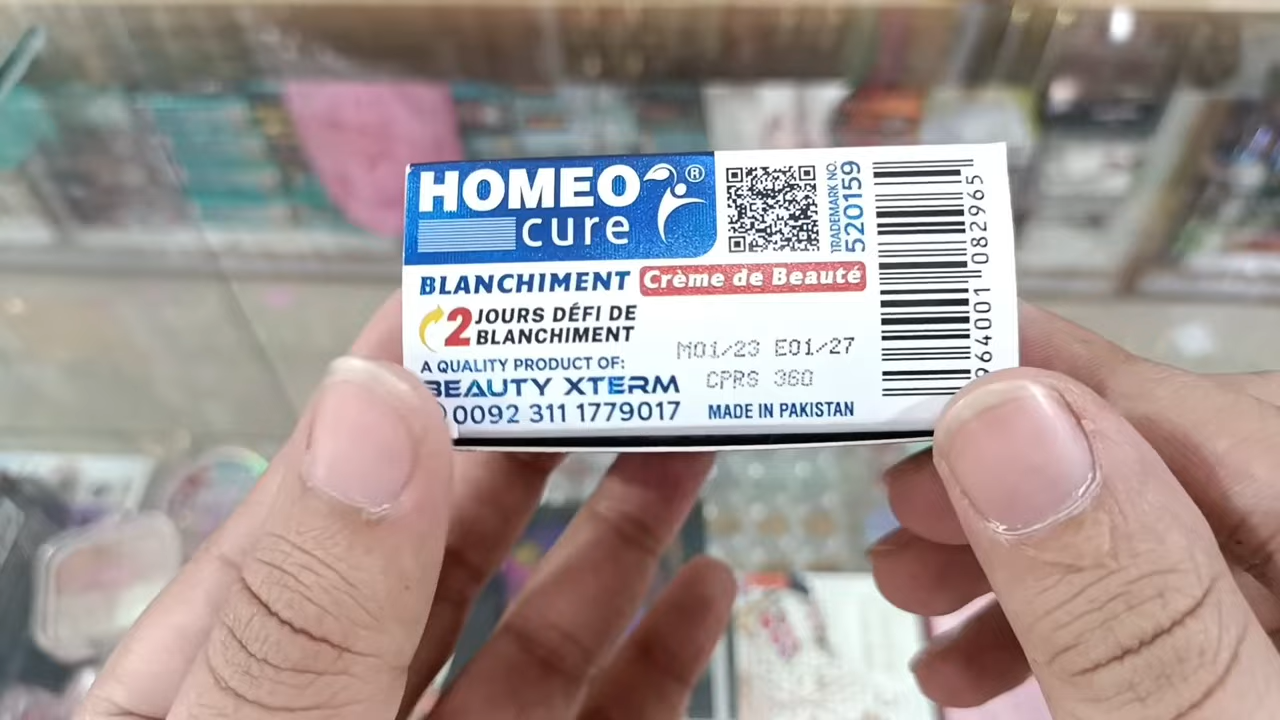 HOMEO®
cure
TRADEMARK NO.
520159
BLANCHIMENT Crème de Beauté
2 JOURS DÉFI DE
BLANCHIMENT
A QUALITY PRODUCT OF:
BEAUTY XTERM
0092 311 1779017
M01/23 E01/27
CPRS 360
MADE IN PAKISTAN
964001 082965